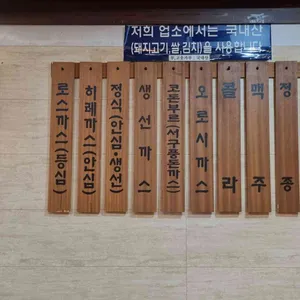 저희 업소에서는 국내산
(돼지고기,쌀,김치)을 사용합니다
로스까스(등심)
히레까스(안심)
정식(안심·생선)
생선까스
코돈부르(서구풍돈까스)
오로시까스
콜라
맥주
정종